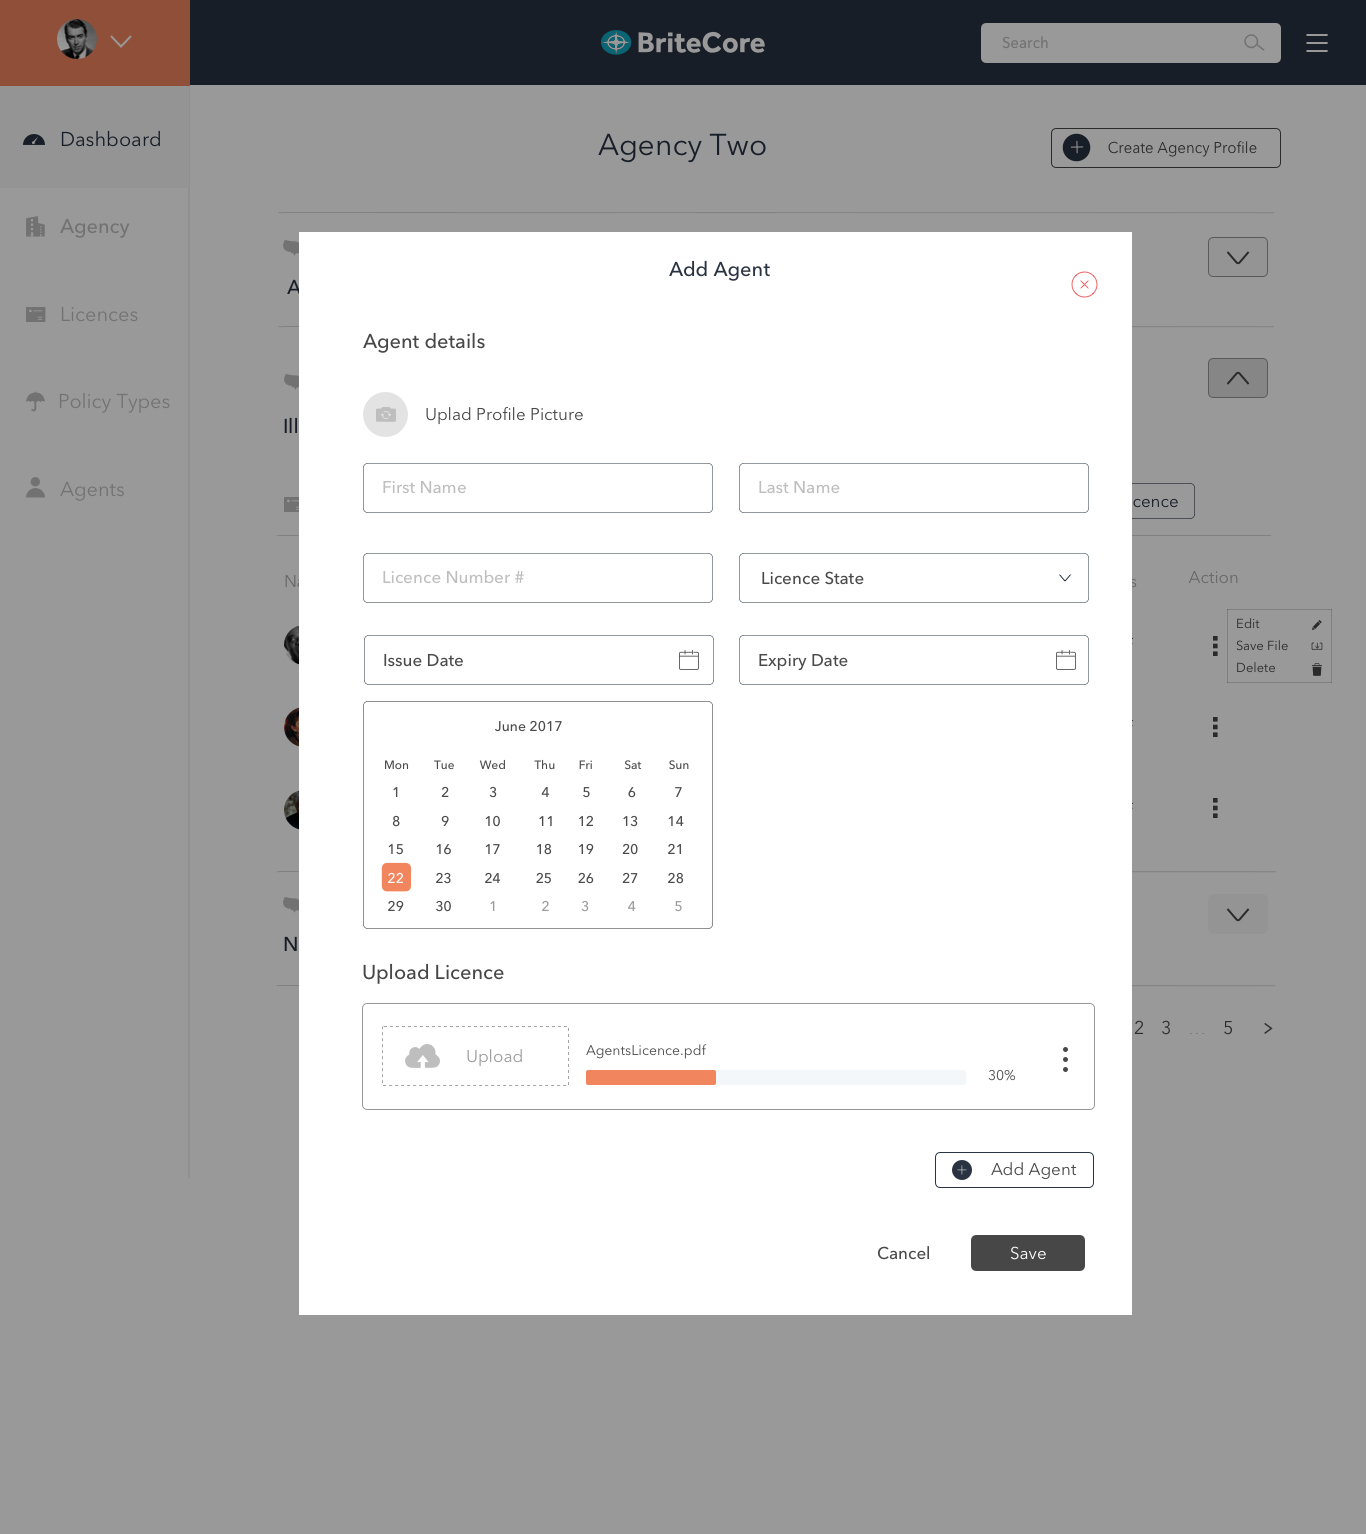 BriteCore
Search
Dashboard
Agency Two
Create Agency Profile
Agency
Licences
Policy Types
Agents
A
Ill
Add Agent
Agent details
Uplad Profile Picture
First Name
Last Name
Licence Number #
Licence State
Issue Date
Expiry Date
June 2017
Mon Tue Wed Thu Fri Sat Sun
1 2 3 4 5 6 7
8 9 10 11 12 13 14
15 16 17 18 19 20 21
22 23 24 25 26 27 28
29 30 1 2 3 4 5
icence
Action
Edit
Save File
Delete
N
Upload Licence
Upload
AgentsLicence.pdf
30%
2 3 ... 5 >
Add Agent
Cancel
Save